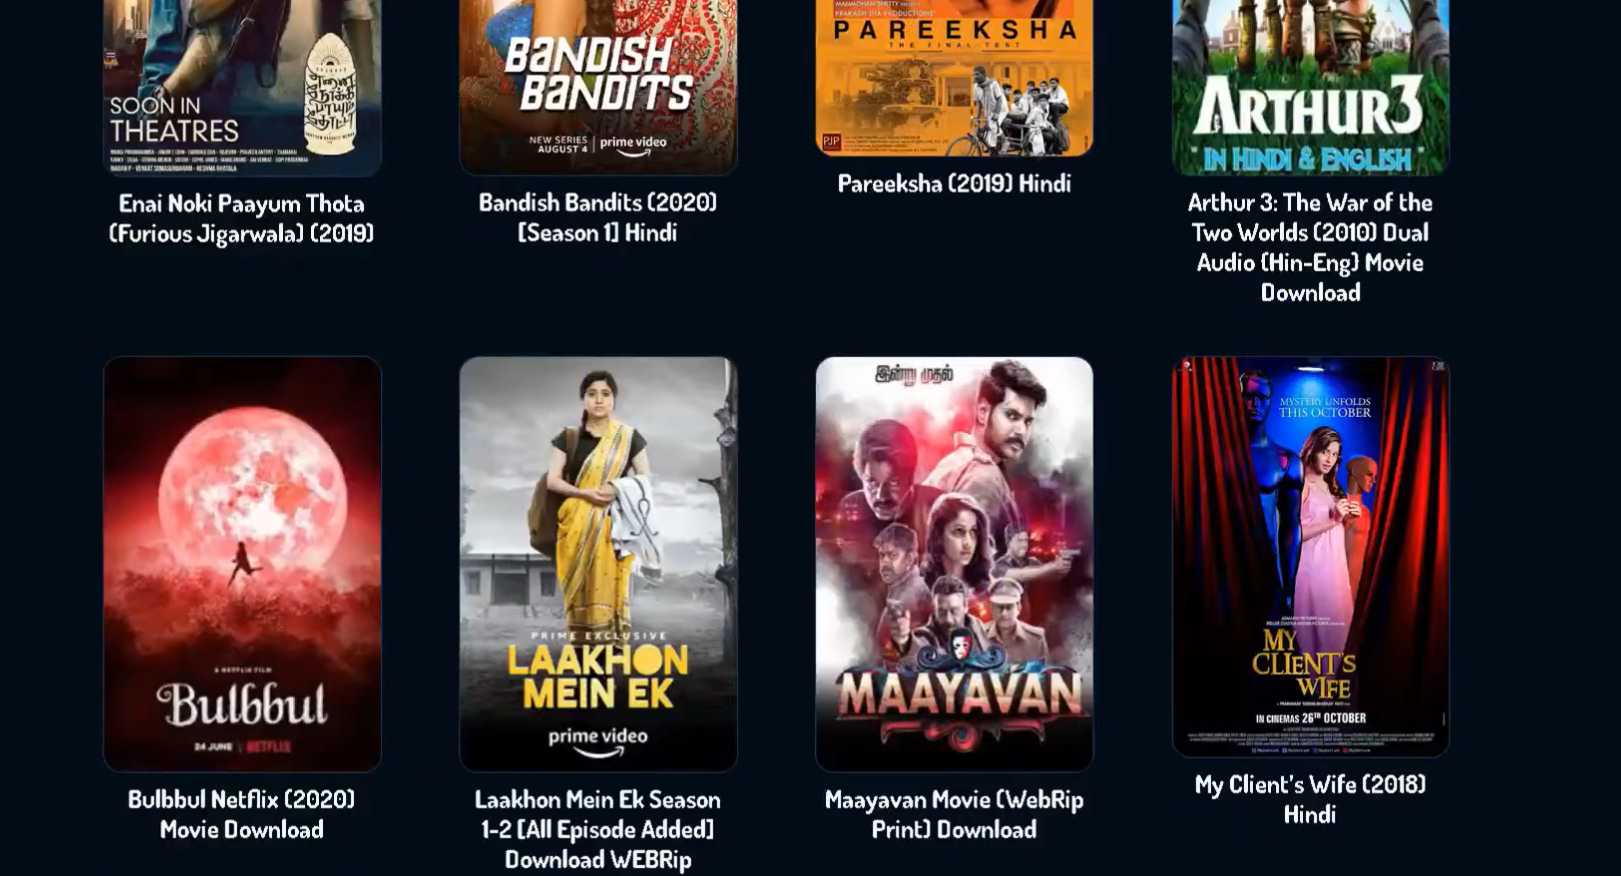 SOON IN
THEATRES
என்னை
நோக்கி
பாயும்
தோட்டா
Enai Noki Paayum Thota
(Furious Jigarwala) (2019)
BANDISH
BANDITS
NEW SERIES
AUGUST 4
prime video
Bandish Bandits (2020)
[Season 1] Hindi
PRAKASH JHA PRODUCTIONS'
PAREEKSHA
THE FINAL TEST
PJP
Pareeksha (2019) Hindi
ARTHUR3
IN HINDI & ENGLISH
Arthur 3: The War of the
Two Worlds (2010) Dual
Audio (Hin-Eng) Movie
Download
A NETFLIX FILM
Bulbbul
24 JUNE | NETFLIX
Bulbbul Netflix (2020)
Movie Download
PRIME EXCLUSIVE
LAAKHON
MEIN EK
prime video
Laakhon Mein Ek Season
1-2 [All Episode Added]
Download WEBRip
இன்று முதல்
MAAYAVAN
Maayavan Movie (WebRip
Print) Download
MYSTERY UNFOLDS
THIS OCTOBER
MY
CLIENT'S
WIFE
IN CINEMAS 26TH OCTOBER
My Client's Wife (2018)
Hindi